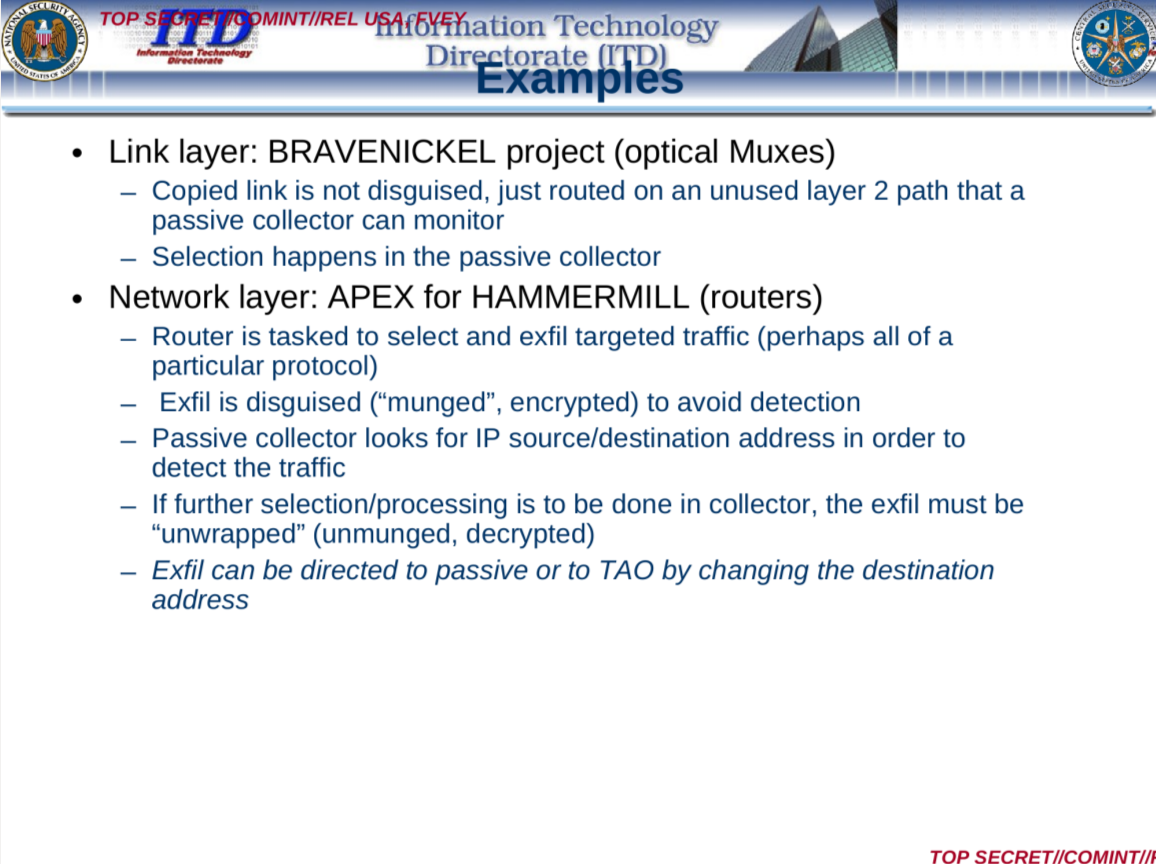 TOP SECRET//COMINT//REL USA, FVEY
NATIONAL SECURITY AGENCY
UNITED STATES OF AMERICA
ITD
Information Technology
Directorate
Information Technology
Directorate (ITD)
Examples
• Link layer: BRAVENICKEL project (optical Muxes)
– Copied link is not disguised, just routed on an unused layer 2 path that a
passive collector can monitor
– Selection happens in the passive collector
• Network layer: APEX for HAMMERMILL (routers)
– Router is tasked to select and exfil targeted traffic (perhaps all of a
particular protocol)
– Exfil is disguised (“munged”, encrypted) to avoid detection
– Passive collector looks for IP source/destination address in order to
detect the traffic
– If further selection/processing is to be done in collector, the exfil must be
“unwrapped” (unmunged, decrypted)
– Exfil can be directed to passive or to TAO by changing the destination
address
TOP SECRET//COMINT//